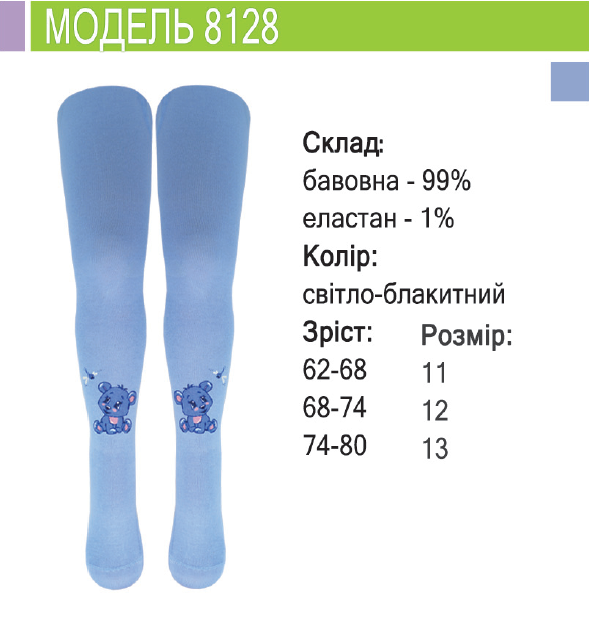 МОДЕЛЬ 8128
Склад:
бавовна - 99%
еластан - 1%
Колір:
світло-блакитний
Зріст: Розмір:
62-68 11
68-74 12
74-80 13